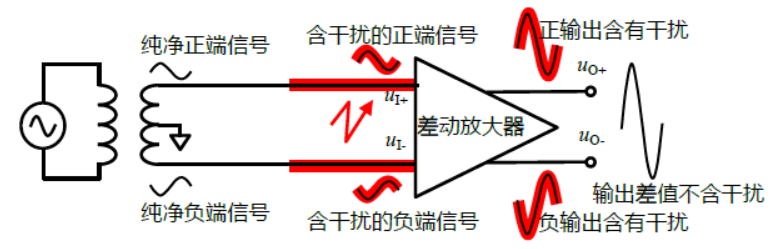 纯净正端信号
含干扰的正端信号
正输出含有干扰
uI+
uO+
差动放大器
uI-
uO-
输出差值不含干扰
纯净负端信号
含干扰的负端信号
负输出含有干扰